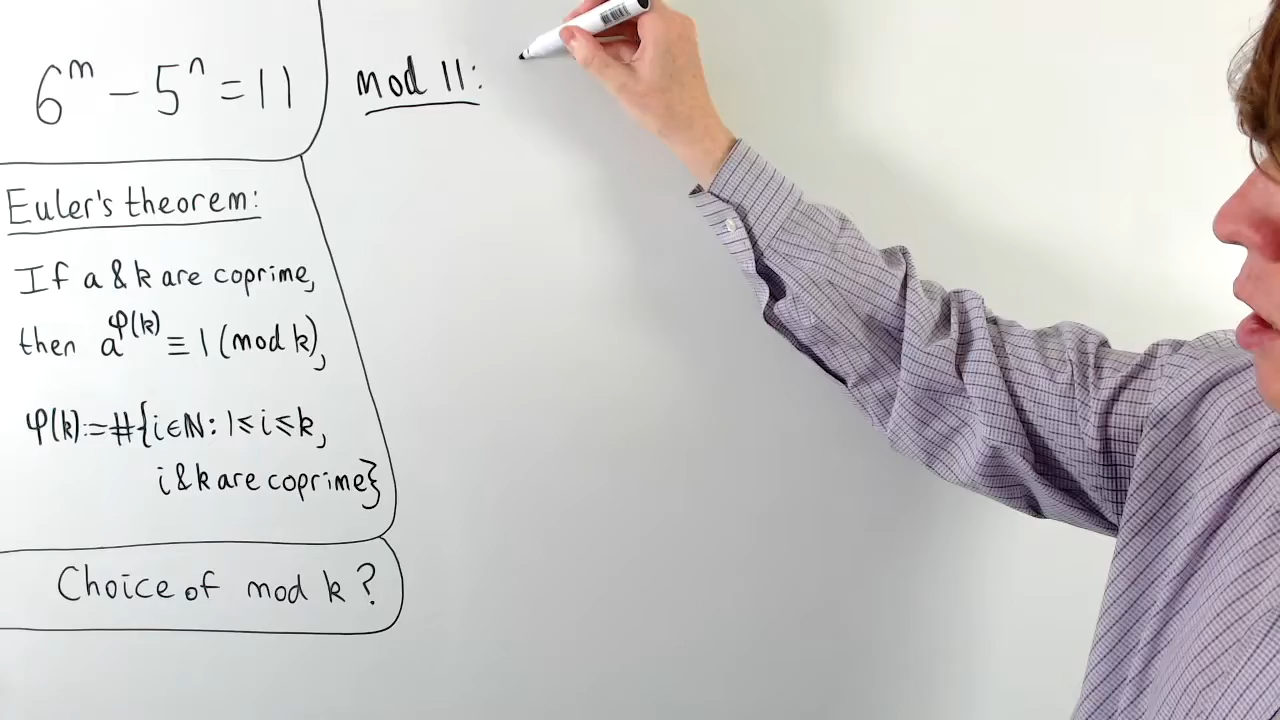 6^m - 5^n = 11
mod 11:
Euler's theorem:
If a & k are coprime,
then a^φ(k) ≡ 1 (mod k),
φ(k) := #{i∈ℕ: 1≤i≤k,
i & k are coprime}
Choice of mod k?